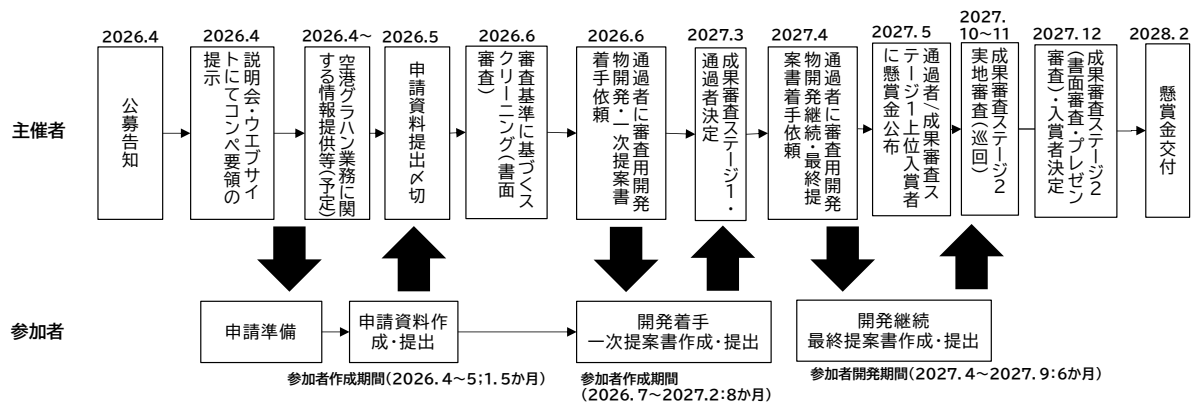 2026.4
2026.4
2026.4～
2026.5
2026.6
2026.6
2027.3
2027.4
2027.5
2027.
10～11
2027.12
2028.2
主催者
公募告知
説明会・ウエブサイ
トにてコンペ要領の
提示
空港グラハン業務に関
する情報提供等(予定)
申請資料提出〆切
審査基準に基づくス
クリーニング(書面
審査)
通過者に審査用開発
物開発・一次提案書
着手依頼
成果審査ステージ1・
通過者決定
通過者に審査用開発
物開発継続・最終提
案書着手依頼
通過者/成果審査ス
テージ1上位入賞者
に懸賞金公布
成果審査ステージ2
実地審査(巡回)
成果審査ステージ2
(書面審査・プレゼン
審査)・入賞者決定
懸賞金交付
参加者
申請準備
申請資料作
成・提出
開発着手
一次提案書作成・提出
開発継続
最終提案書作成・提出
参加者作成期間(2026.4～5;1.5か月)
参加者作成期間
(2026.7～2027.2:8か月)
参加者開発期間(2027.4～2027.9:6か月)